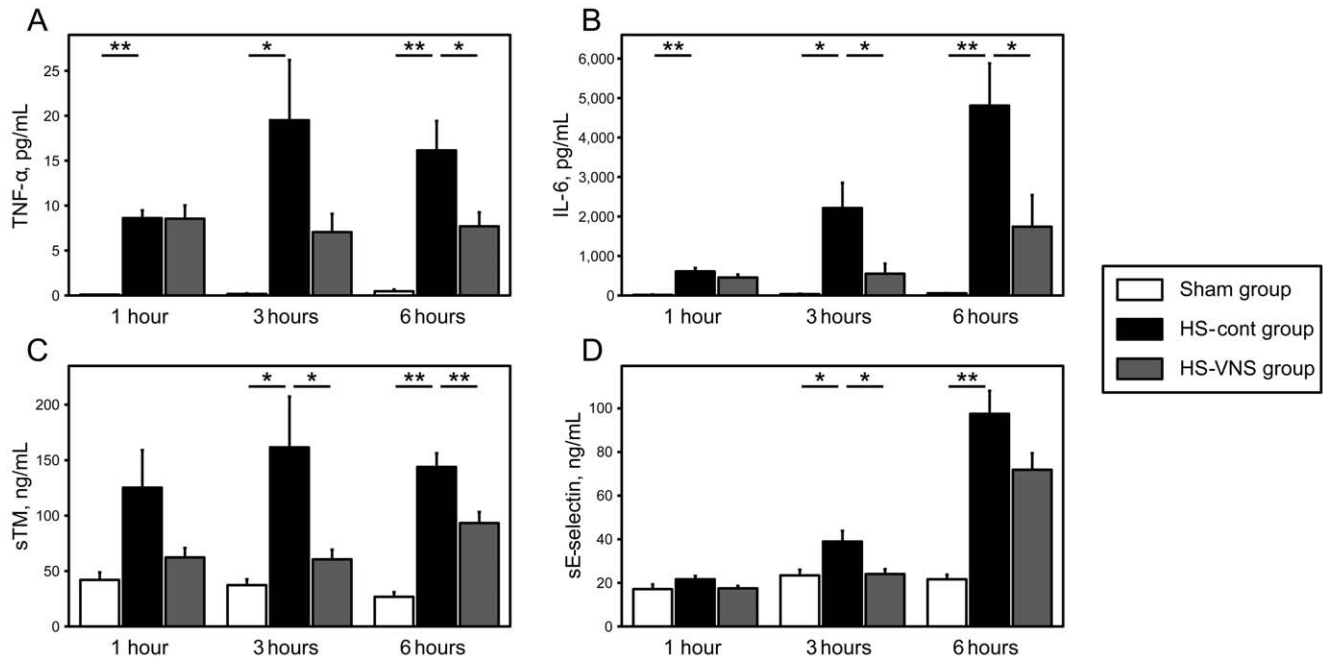 A
** * ** *
TNF-α, pg/mL
25
20
15
10
5
0
1 hour 3 hours 6 hours
B
** * * ** *
IL-6, pg/mL
6,000
5,000
4,000
3,000
2,000
1,000
0
1 hour 3 hours 6 hours
C
* * ** **
sTM, ng/mL
200
150
100
50
0
1 hour 3 hours 6 hours
D
* * **
sE-selectin, ng/mL
100
80
60
40
20
0
1 hour 3 hours 6 hours
Sham group
HS-cont group
HS-VNS group